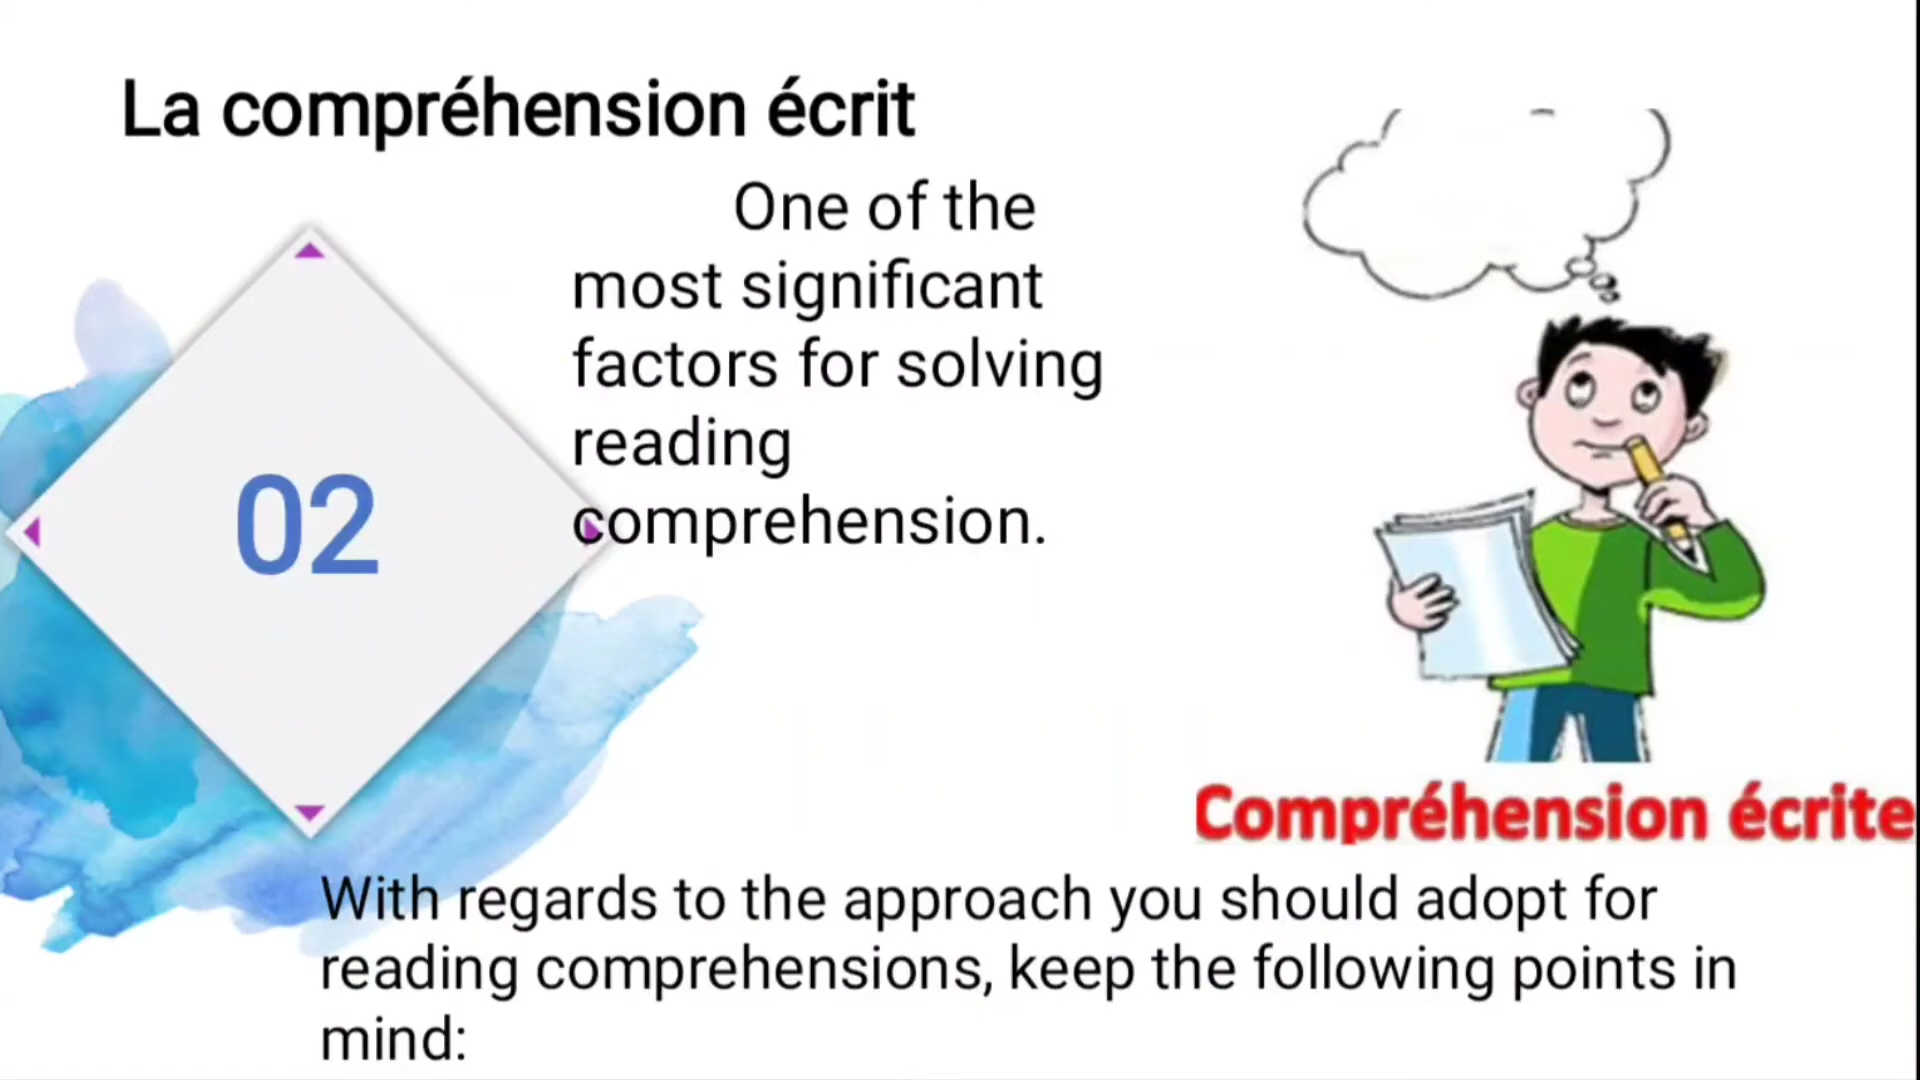 La compréhension écrit
One of the
most significant
factors for solving
reading
comprehension.
02
Compréhension écrite
With regards to the approach you should adopt for
reading comprehensions, keep the following points in
mind: